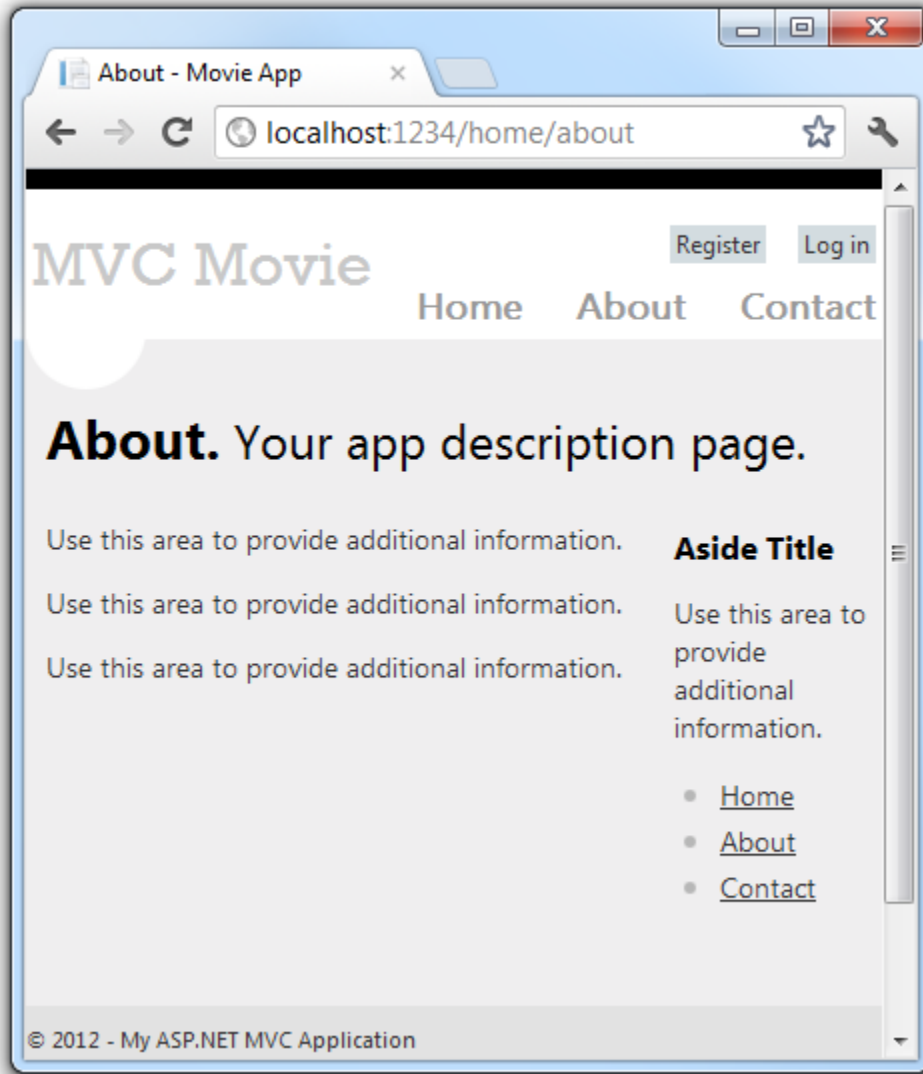 About - Movie App
localhost:1234/home/about
Register Log in
MVC Movie
Home About Contact
About. Your app description page.
Use this area to provide additional information.
Use this area to provide additional information.
Use this area to provide additional information.
Aside Title
Use this area to
provide
additional
information.
Home
About
Contact
© 2012 - My ASP.NET MVC Application